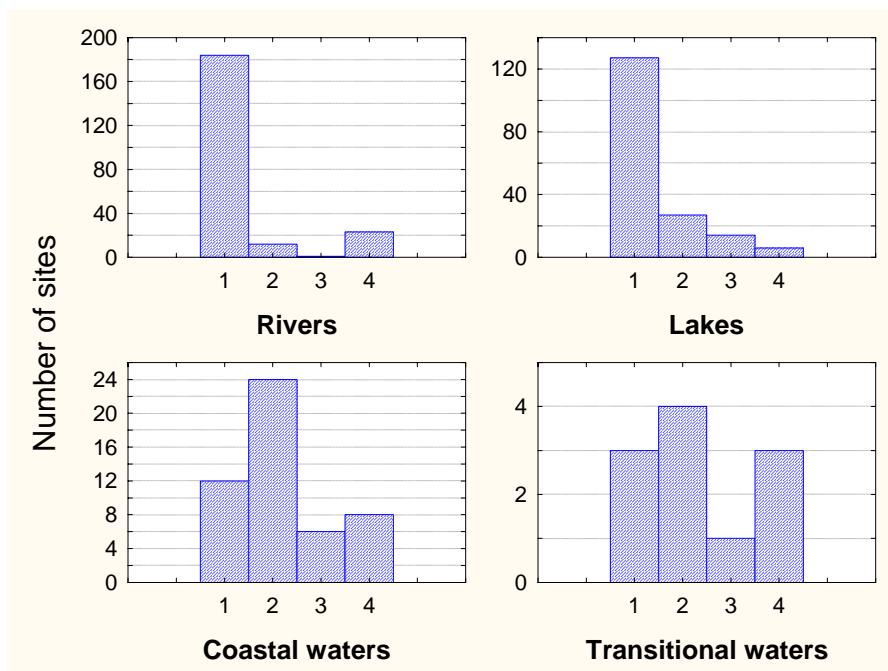 Number of sites
200
160
120
80
40
0
1 2 3 4
Rivers
120
80
40
0
1 2 3 4
Lakes
24
20
16
12
8
4
0
1 2 3 4
Coastal waters
4
2
0
1 2 3 4
Transitional waters